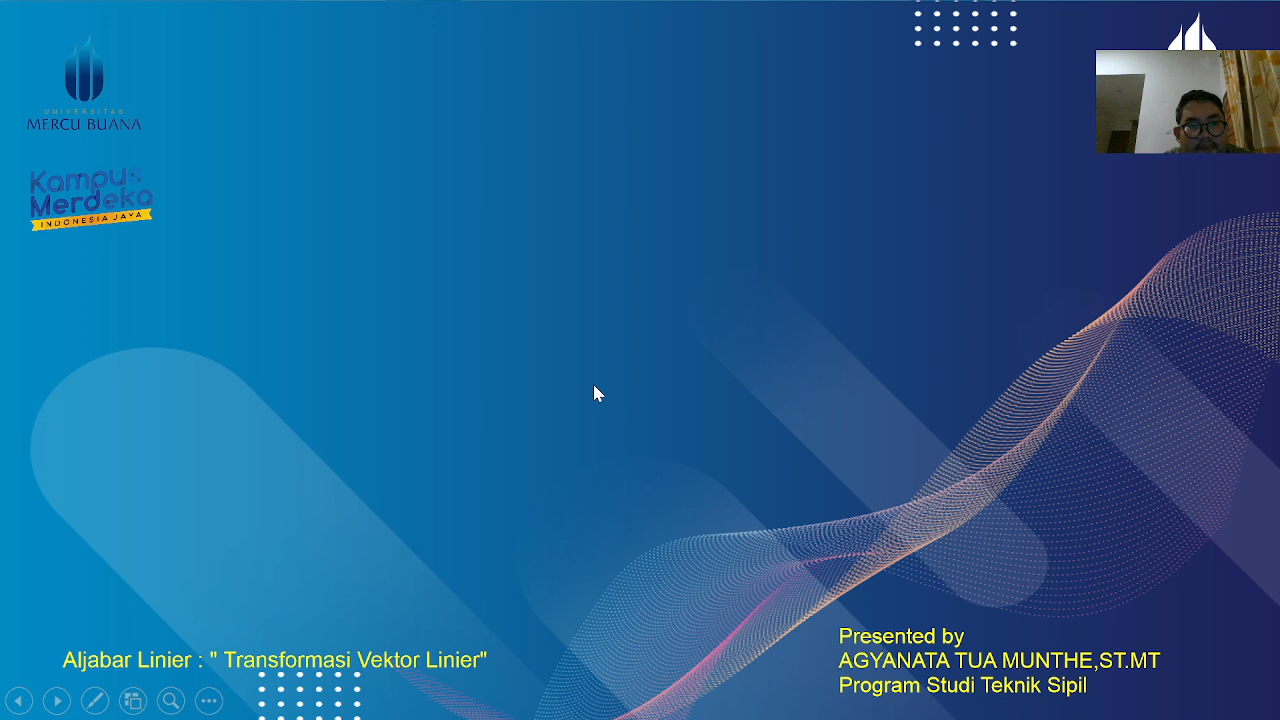 UNIVERSITAS
MERCU BUANA
Kampus
Merdeka
INDONESIA JAYA
Aljabar Linier : " Transformasi Vektor Linier"
Presented by
AGYANATA TUA MUNTHE,ST.MT
Program Studi Teknik Sipil